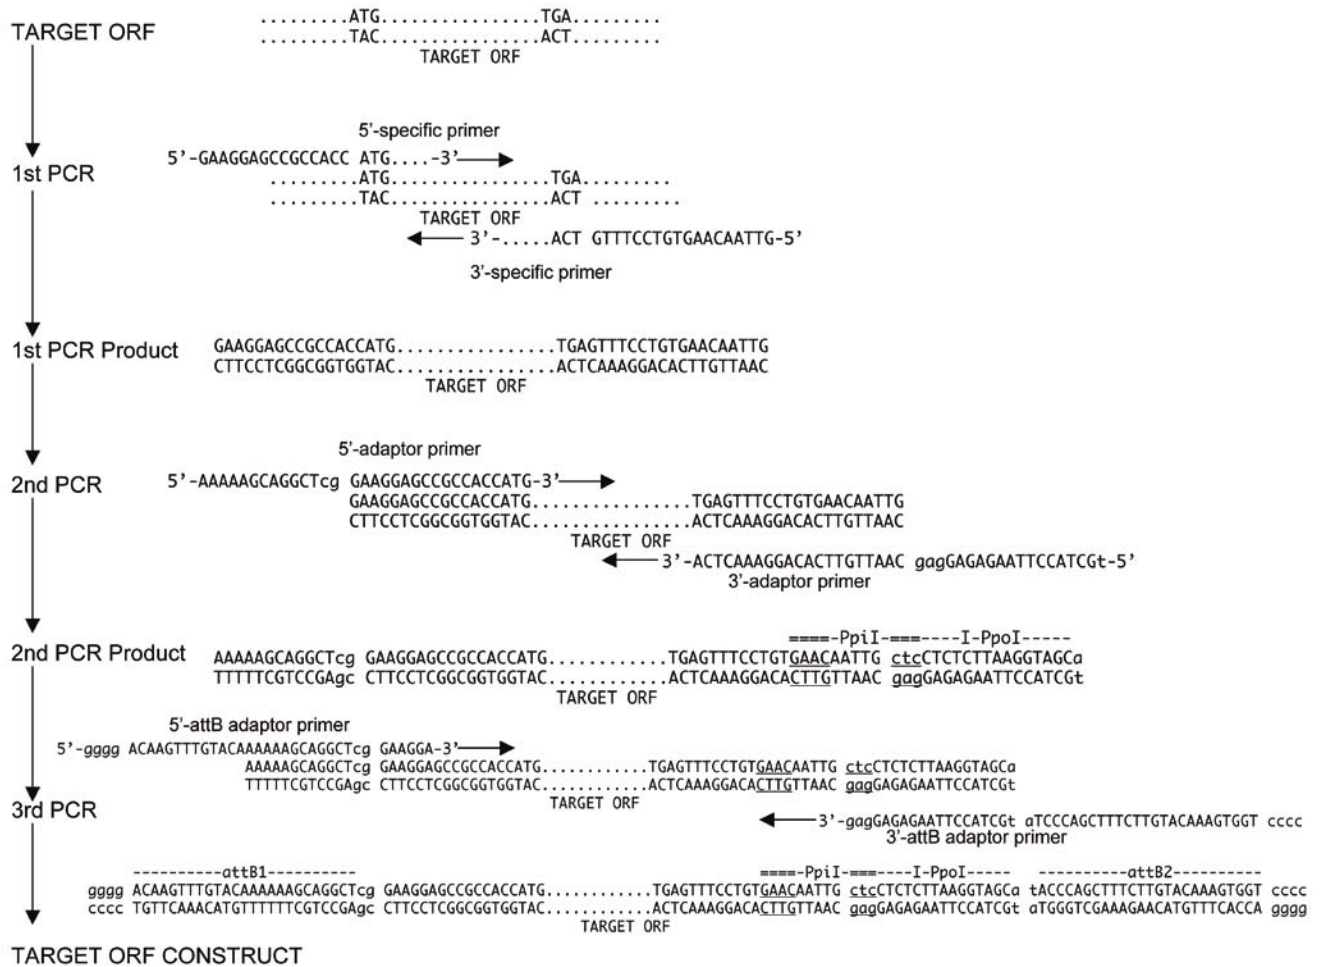 .........ATG................TGA.........
TARGET ORF
.........TAC................ACT.........
TARGET ORF
5'-specific primer
5'-GAAGGAGCCGCCACC ATG....-3'
1st PCR
.........ATG................TGA.........
.........TAC................ACT .........
TARGET ORF
3'-.....ACT GTTTCCTGTGAACAATTG-5'
3'-specific primer
1st PCR Product
GAAGGAGCCGCCACCATG................TGAGTTTCCTGTGAACAATTG
CTTCCTCGGCGGTGGTAC................ACTCAAAGGACACTTGTTAAC
TARGET ORF
5'-adaptor primer
2nd PCR
5'-AAAAAGCAGGCTcg GAAGGAGCCGCCACCATG-3'
GAAGGAGCCGCCACCATG................TGAGTTTCCTGTGAACAATTG
CTTCCTCGGCGGTGGTAC................ACTCAAAGGACACTTGTTAAC
TARGET ORF
3'-ACTCAAAGGACACTTGTTAAC gagGAGAGAATTCCATCGt-5'
3'-adaptor primer
====-PpiI-===----I-PpoI-----
2nd PCR Product
AAAAAGCAGGCTcg GAAGGAGCCGCCACCATG............TGAGTTTCCTGTGAACAATTG ctcCTCTCTTAAGGTAGCa
TTTTTCGTCCGAgc CTTCCTCGGCGGTGGTAC............ACTCAAAGGACACTTGTTAAC gagGAGAGAATTCCATCGt
TARGET ORF
5'-attB adaptor primer
5'-gggg ACAAGTTTGTACAAAAAAGCAGGCTcg GAAGGA-3'
AAAAAGCAGGCTcg GAAGGAGCCGCCACCATG............TGAGTTTCCTGTGAACAATTG ctcCTCTCTTAAGGTAGCa
TTTTTCGTCCGAgc CTTCCTCGGCGGTGGTAC............ACTCAAAGGACACTTGTTAAC gagGAGAGAATTCCATCGt
TARGET ORF
3rd PCR
3'-gagGAGAGAATTCCATCGt aTCCCAGCTTTCTTGTACAAAGTGGT cccc
3'-attB adaptor primer
----------attB1----------
====-PpiI-===----I-PpoI-----
----------attB2----------
gggg ACAAGTTTGTACAAAAAAGCAGGCTcg GAAGGAGCCGCCACCATG............TGAGTTTCCTGTGAACAATTG ctcCTCTCTTAAGGTAGCa tACCCAGCTTTCTTGTACAAAGTGGT cccc
cccc TGTTCAAACATGTTTTTTCGTCCGAgc CTTCCTCGGCGGTGGTAC............ACTCAAAGGACACTTGTTAAC gagGAGAGAATTCCATCGt aTGGGTCGAAAGAACATGTTTCACCA gggg
TARGET ORF
TARGET ORF CONSTRUCT